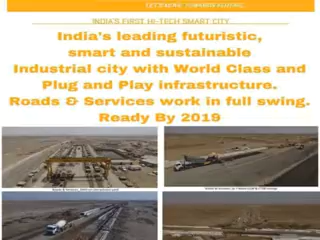 INDIA'S FIRST HI-TECH SMART CITY
India's leading futuristic,
smart and sustainable
Industrial city with World Class and
Plug and Play infrastructure.
Roads & Services work in full swing.
Ready By 2019